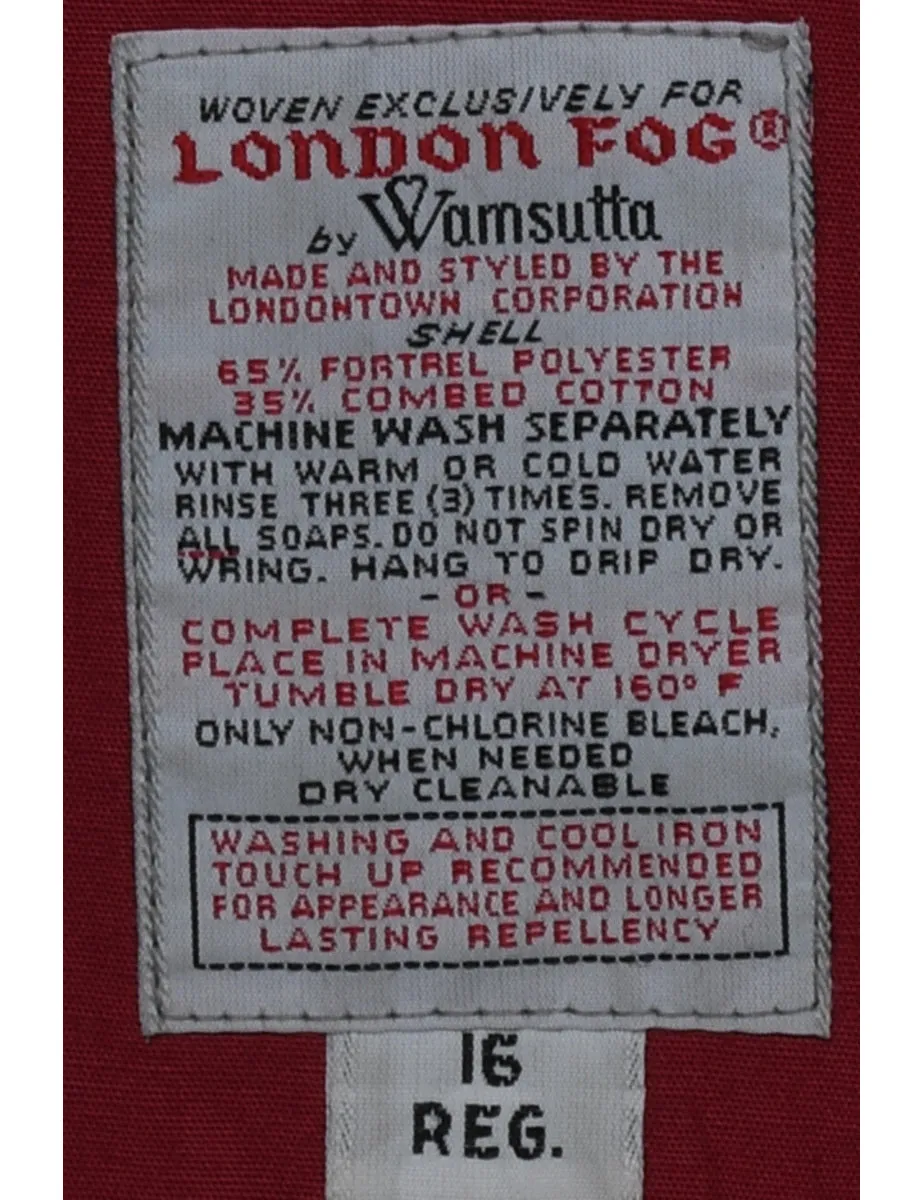 WOVEN EXCLUSIVELY FOR
LONDON FOG®
by Wamsutta
MADE AND STYLED BY THE
LONDONTOWN CORPORATION
SHELL
65% FORTREL POLYESTER
35% COMBED COTTON
MACHINE WASH SEPARATELY
WITH WARM OR COLD WATER
RINSE THREE (3) TIMES. REMOVE
ALL SOAPS. DO NOT SPIN DRY OR
WRING. HANG TO DRIP DRY.
- OR -
COMPLETE WASH CYCLE
PLACE IN MACHINE DRYER
TUMBLE DRY AT 160° F
ONLY NON-CHLORINE BLEACH,
WHEN NEEDED
DRY CLEANABLE
WASHING AND COOL IRON
TOUCH UP RECOMMENDED
FOR APPEARANCE AND LONGER
LASTING REPELLENCY
16
REG.